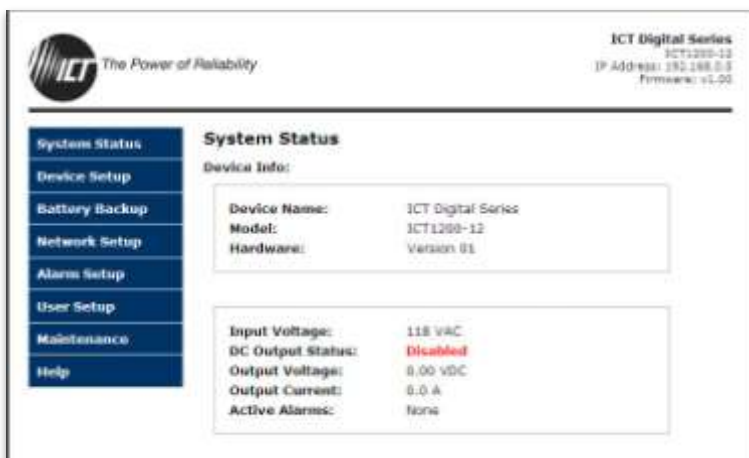 ICT The Power of Reliability
ICT Digital Series
ICT1200-12
IP Address: 192.168.0.0
Firmware: v1.00
System Status
Device Setup
Battery Backup
Network Setup
Alarm Setup
User Setup
Maintenance
Help
System Status
Device Info:
Device Name: ICT Digital Series
Model: ICT1200-12
Hardware: Version 01
Input Voltage: 118 VAC
DC Output Status: Disabled
Output Voltage: 0.00 VDC
Output Current: 0.0 A
Active Alarms: None